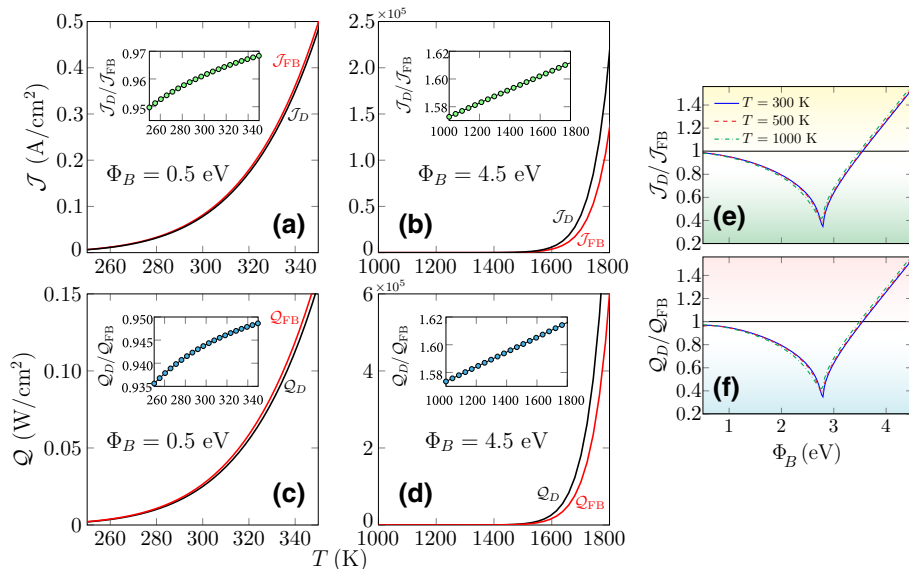 0.5
0.4
0.3
0.2
0.1
0
𝒥 (A/cm²)
0.97
0.96
0.95
𝒥_D/𝒥_FB
260 280 300 320 340
𝒥_FB
𝒥_D
Φ_B = 0.5 eV
(a)
260 280 300 320 340
×10⁵
2.5
2.0
1.5
1.0
0.5
0
1.62
1.60
1.58
𝒥_D/𝒥_FB
1000 1200 1400 1600 1800
Φ_B = 4.5 eV
𝒥_D
𝒥_FB
(b)
1000 1200 1400 1600 1800
0.15
0.10
0.05
0
𝒬 (W/cm²)
0.950
0.945
0.940
0.935
𝒬_D/𝒬_FB
260 280 300 320 340
𝒬_FB
𝒬_D
Φ_B = 0.5 eV
(c)
260 280 300 320 340
×10⁵
6
4
2
0
1.62
1.60
1.58
𝒬_D/𝒬_FB
1000 1200 1400 1600 1800
Φ_B = 4.5 eV
𝒬_D
𝒬_FB
(d)
1000 1200 1400 1600 1800
T (K)
T = 300 K
T = 500 K
T = 1000 K
1.4
1.2
1
0.8
0.6
0.4
0.2
𝒥_D/𝒥_FB
(e)
1.4
1.2
1
0.8
0.6
0.4
0.2
𝒬_D/𝒬_FB
(f)
1 2 3 4
Φ_B (eV)